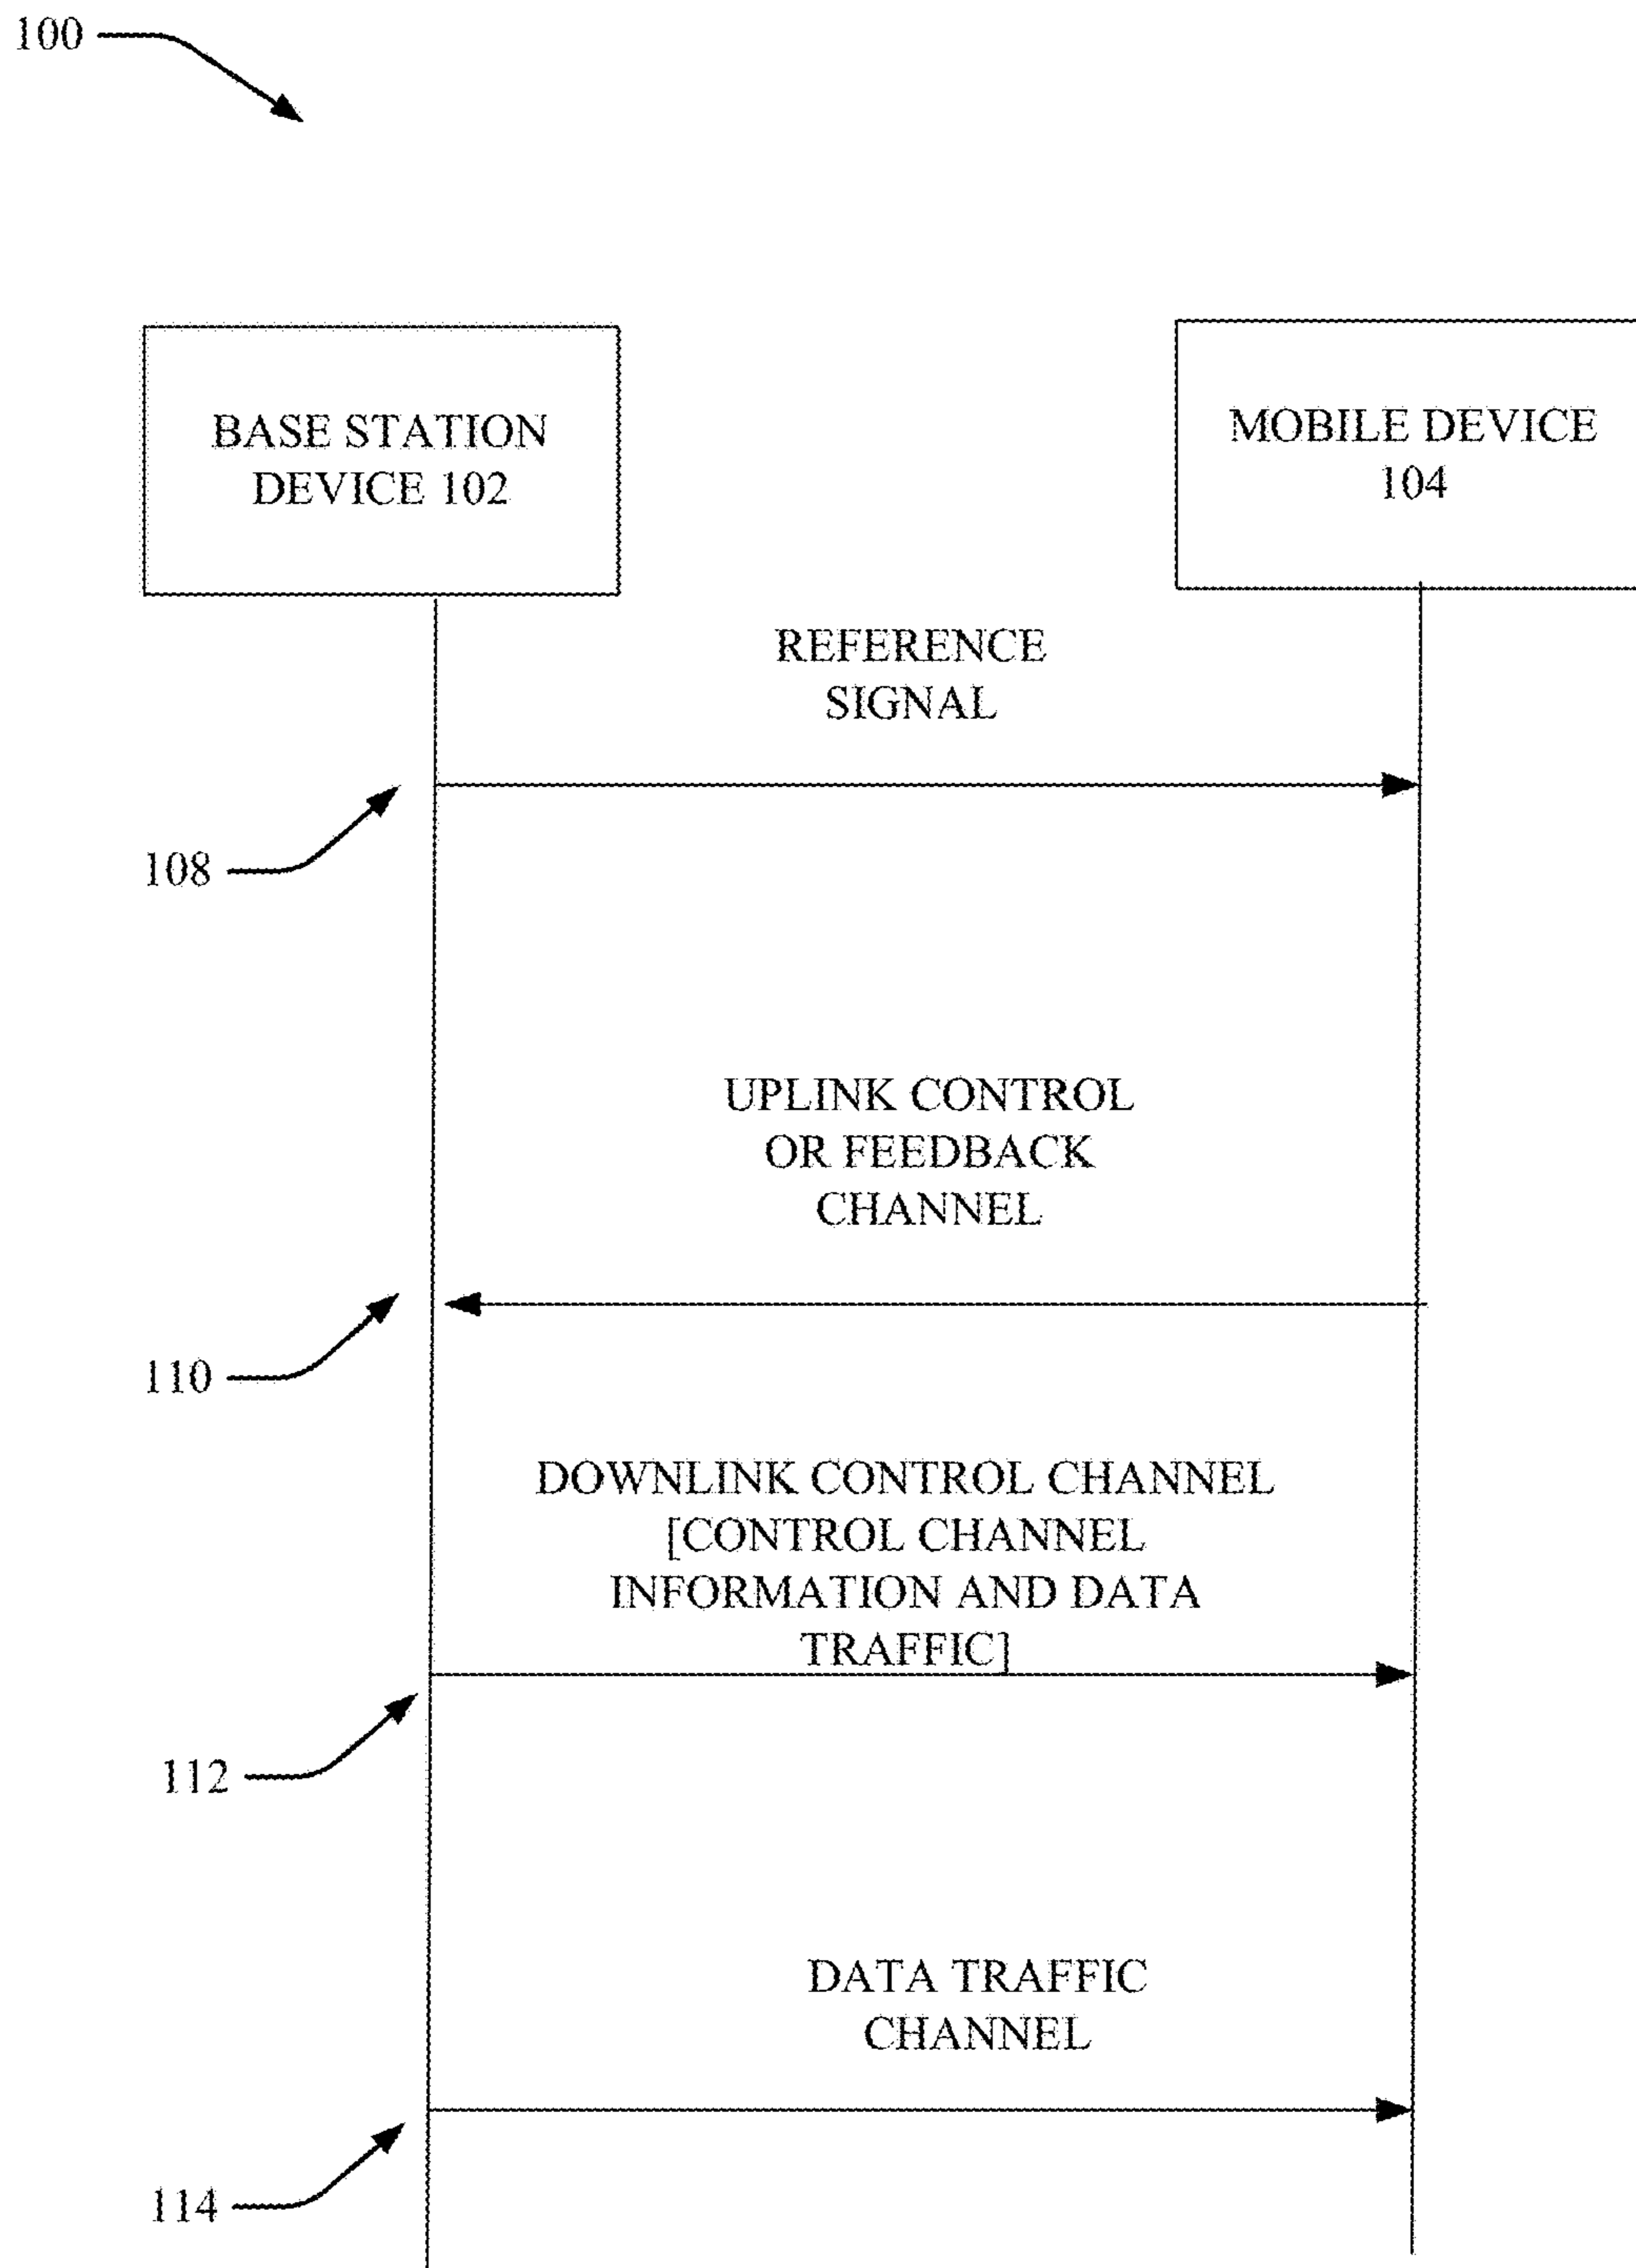 100
BASE STATION
DEVICE 102
MOBILE DEVICE
104
REFERENCE
SIGNAL
108
UPLINK CONTROL
OR FEEDBACK
CHANNEL
110
DOWNLINK CONTROL CHANNEL
[CONTROL CHANNEL
INFORMATION AND DATA
TRAFFIC]
112
DATA TRAFFIC
CHANNEL
114